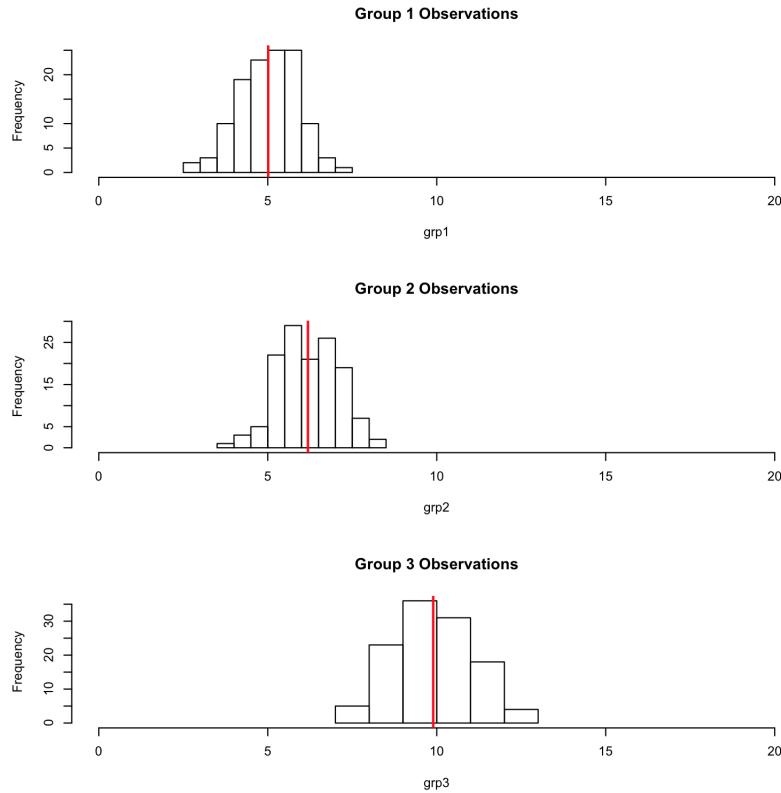 Group 1 Observations
20
10
5
0
Frequency
0 5 10 15 20
grp1
Group 2 Observations
25
15
5
0
Frequency
0 5 10 15 20
grp2
Group 3 Observations
30
20
10
0
Frequency
0 5 10 15 20
grp3